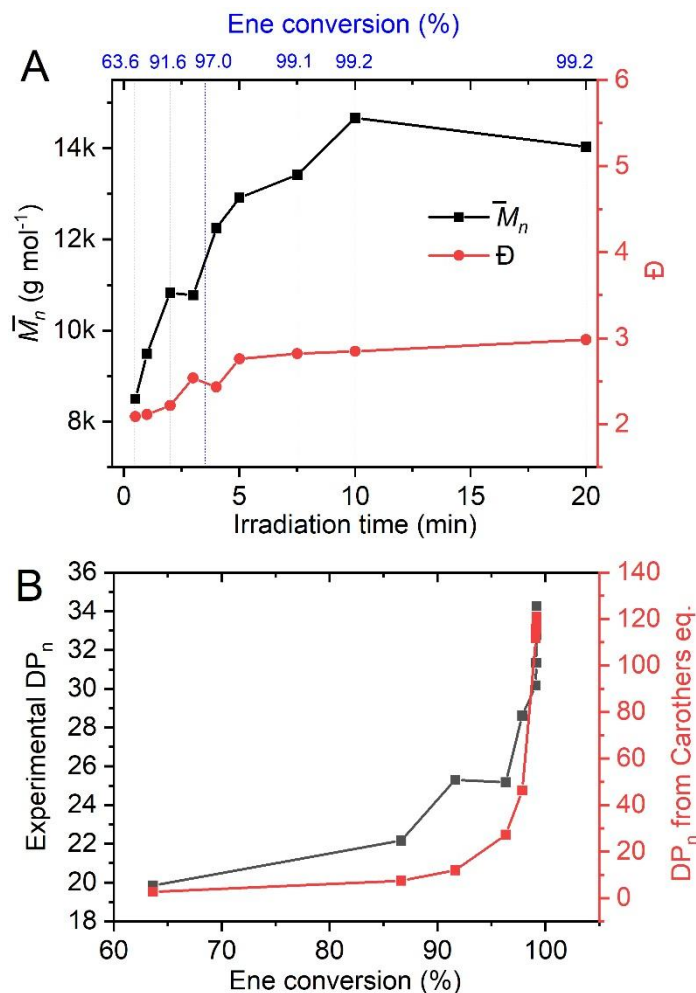 Ene conversion (%)
A
63.6 91.6 97.0 99.1 99.2 99.2
6
14k
5
12k
M̅n
Đ
4
M̅n (g mol-1)
Đ
10k
3
8k
2
0 5 10 15 20
Irradiation time (min)
B
36 140
34 120
32 100
30 80
28 60
26 40
24 20
22 0
20
18
Experimental DPn
DPn from Carothers eq.
60 70 80 90 100
Ene conversion (%)